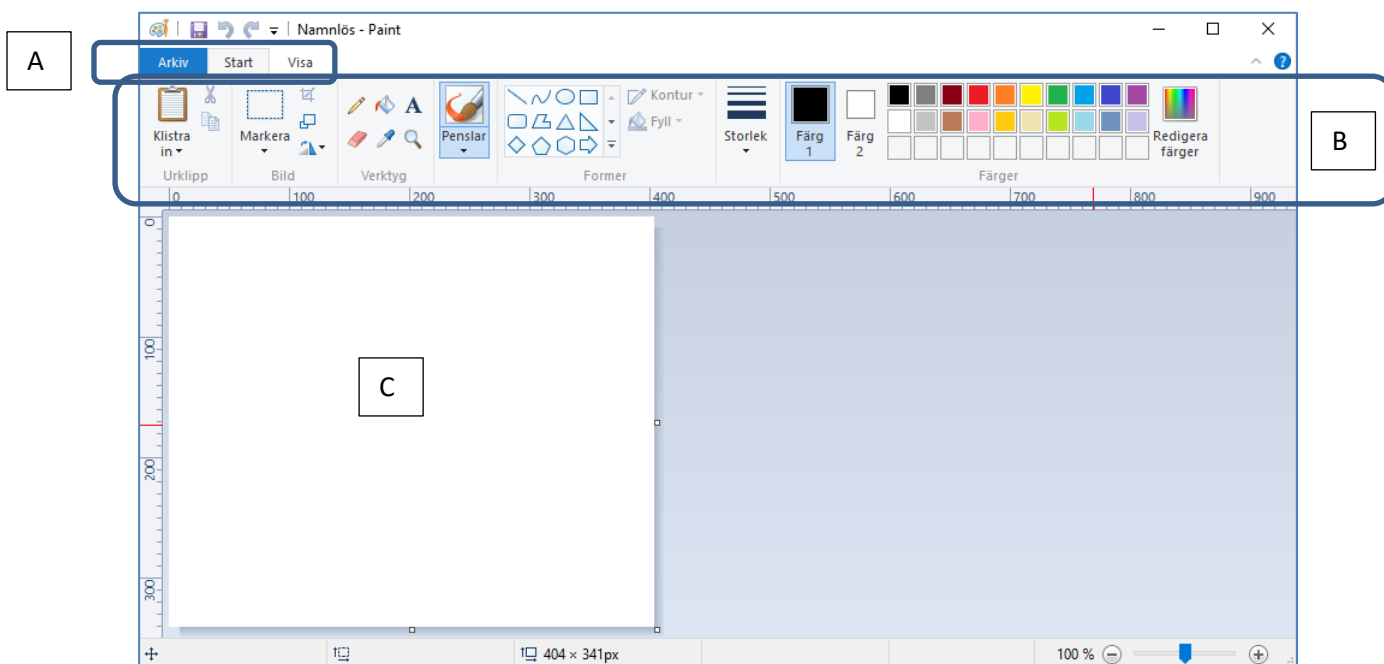 Namnlös - Paint
A
Arkiv Start Visa
Klistra in
Markera
A
Penslar
Kontur
Fyll
Storlek
Färg 1
Färg 2
Redigera färger
B
Urklipp Bild Verktyg Former Färger
0 100 200 300 400 500 600 700 800 900
0
100
200
300
C
404 × 341px
100 %